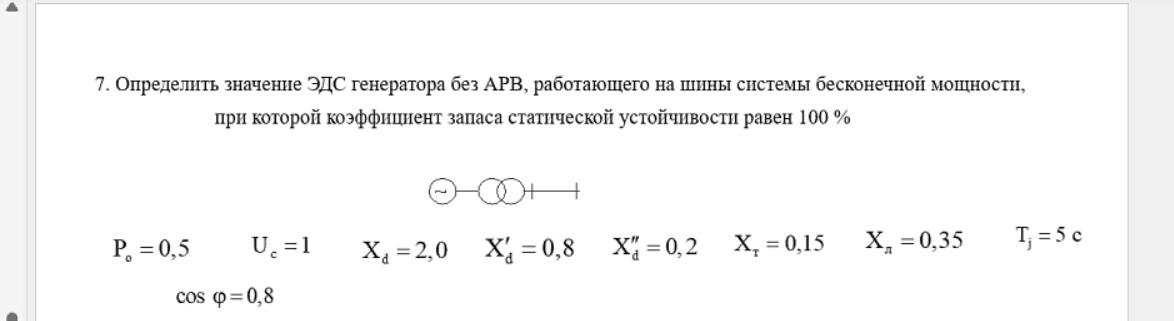 7. Определить значение ЭДС генератора без АРВ, работающего на шины системы бесконечной мощности,
при которой коэффициент запаса статической устойчивости равен 100 %
~
P₀ = 0,5 U_c = 1 X_d = 2,0 X′_d = 0,8 X″_d = 0,2 X_т = 0,15 X_л = 0,35 T_j = 5 с
cos φ = 0,8